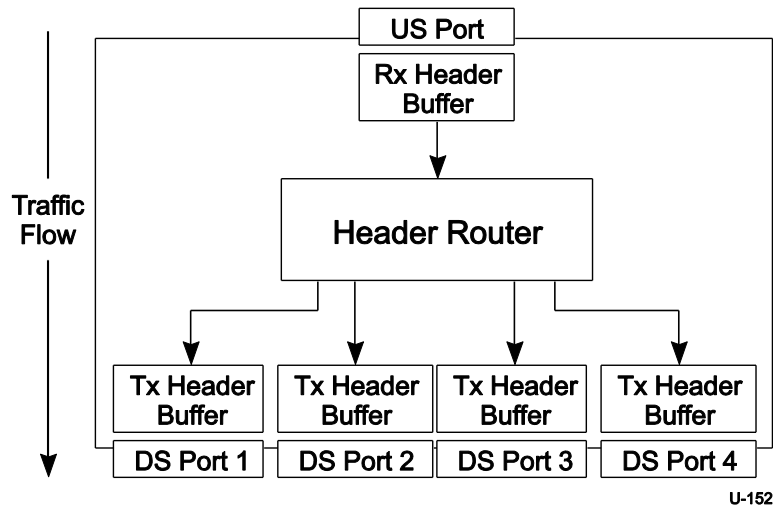 US Port
Rx Header
Buffer
Traffic
Flow
Header Router
Tx Header
Buffer
Tx Header
Buffer
Tx Header
Buffer
Tx Header
Buffer
DS Port 1
DS Port 2
DS Port 3
DS Port 4
U-152